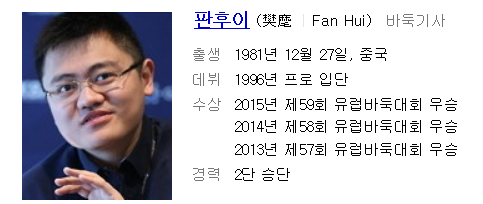 판후이 (樊麾 | Fan Hui) 바둑기사
출생 1981년 12월 27일, 중국
데뷔 1996년 프로 입단
수상 2015년 제59회 유럽바둑대회 우승
2014년 제58회 유럽바둑대회 우승
2013년 제57회 유럽바둑대회 우승
경력 2단 승단